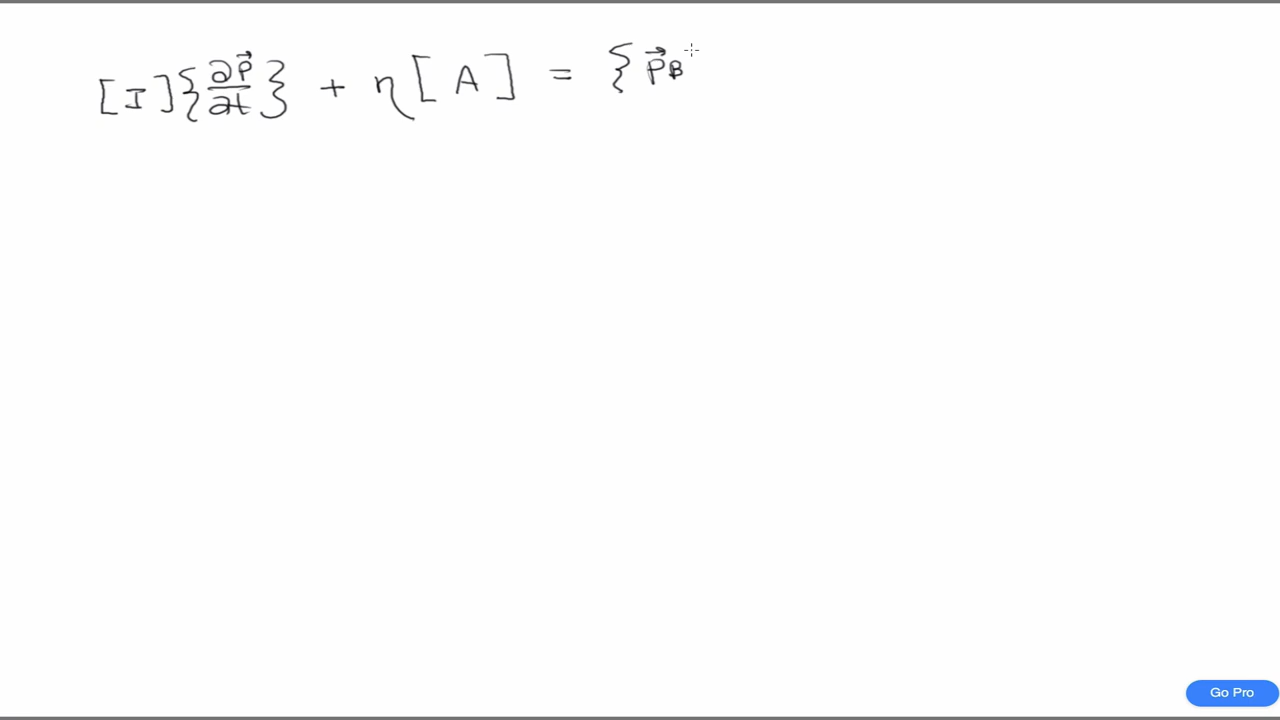 [I]{∂P⃗/∂t} + η[A] = {P⃗B
Go Pro